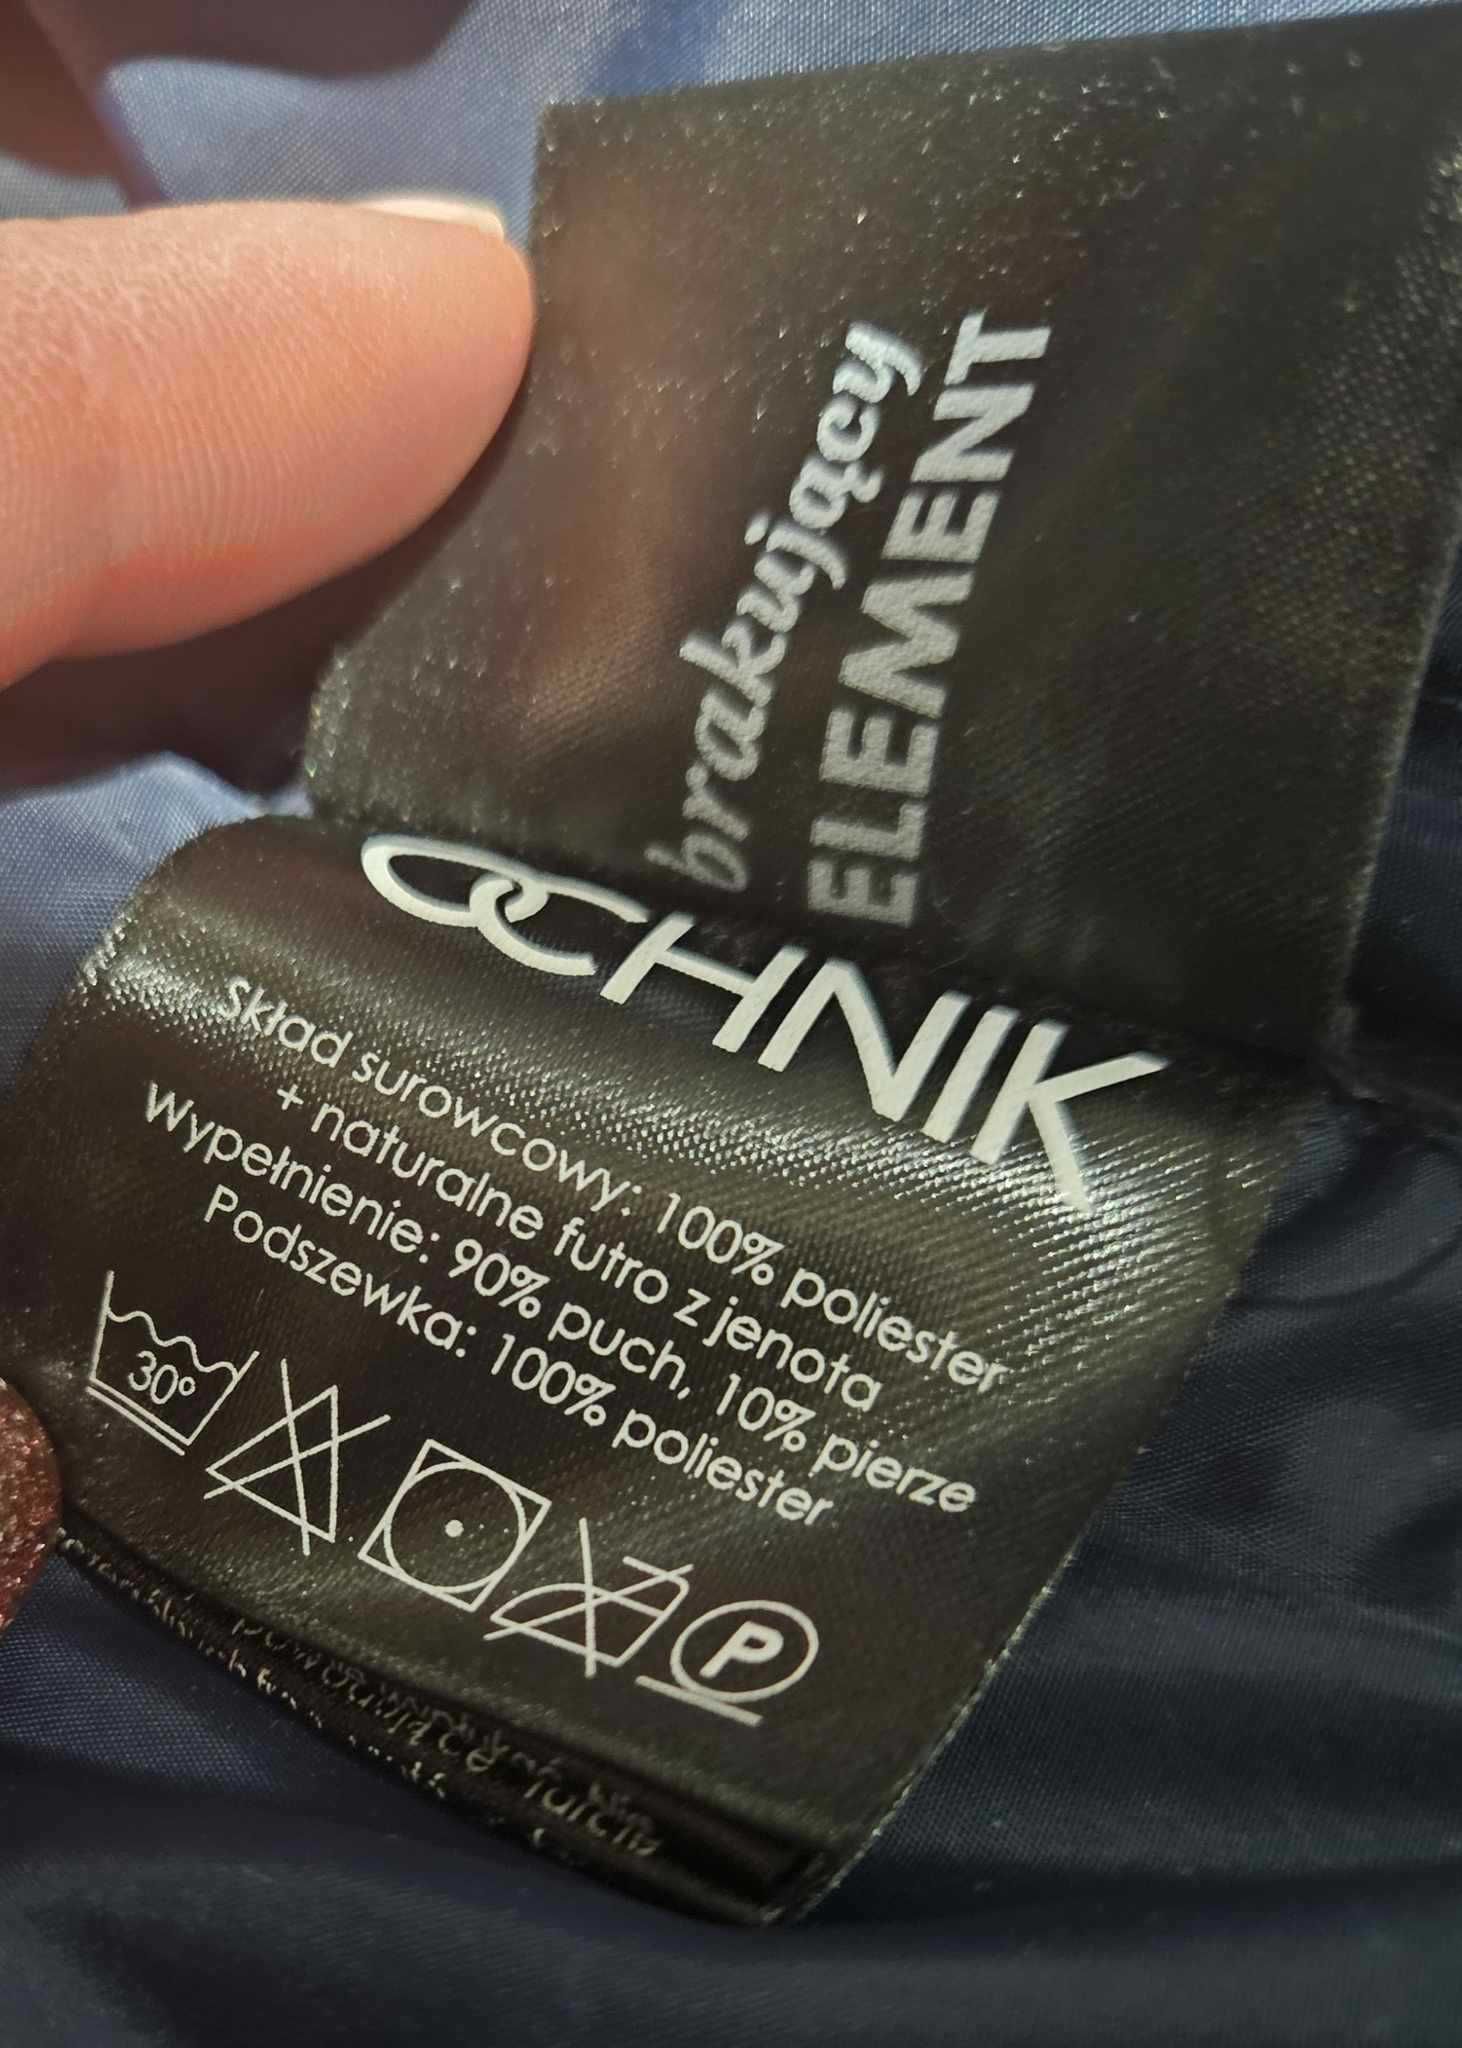 brakujący
ELEMENT
OCHNIK
Skład surowcowy: 100% poliester
+ naturalne futro z jenota
Wypełnienie: 90% puch, 10% pierze
Podszewka: 100% poliester
30°
P